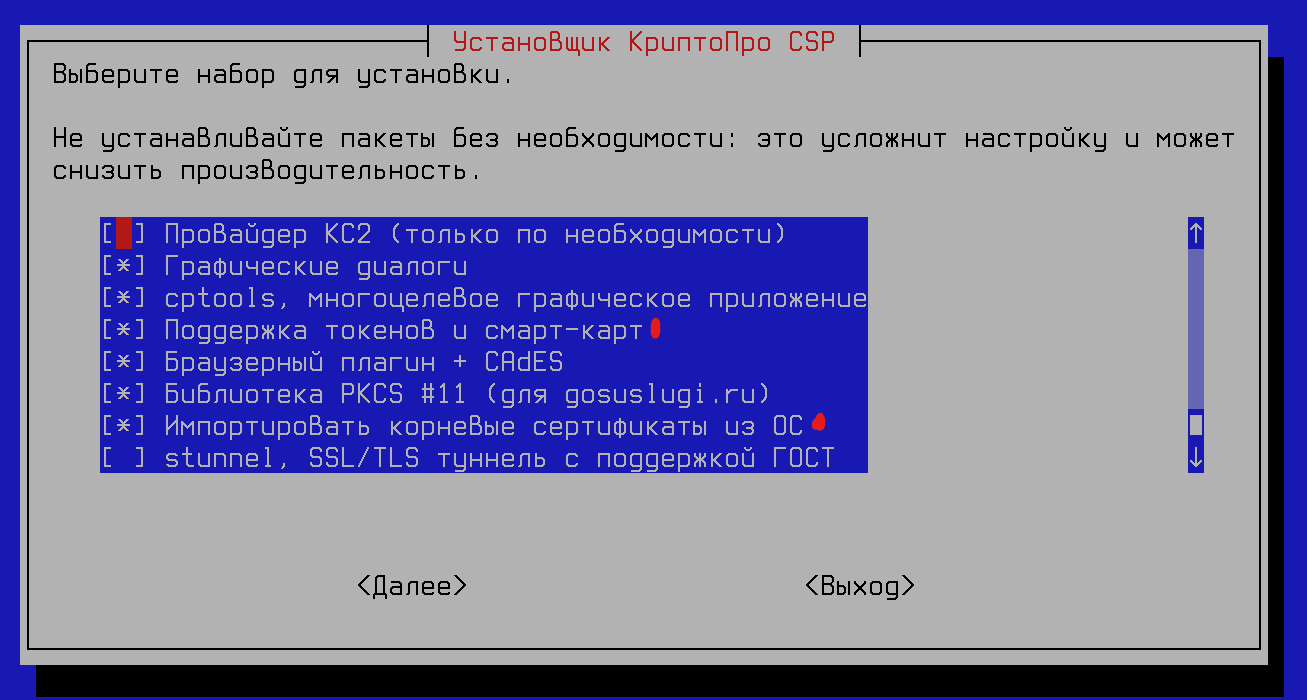 Установщик КриптоПро CSP
Выберите набор для установки.
Не устанавливайте пакеты без необходимости: это усложнит настройку и может
снизить производительность.
[ ] Провайдер КС2 (только по необходимости)
[*] Графические диалоги
[*] cptools, многоцелевое графическое приложение
[*] Поддержка токенов и смарт-карт
[*] Браузерный плагин + CAdES
[*] Библиотека PKCS #11 (для gosuslugi.ru)
[*] Импортировать корневые сертификаты из ОС
[ ] stunnel, SSL/TLS туннель с поддержкой ГОСТ
<Далее> <Выход>